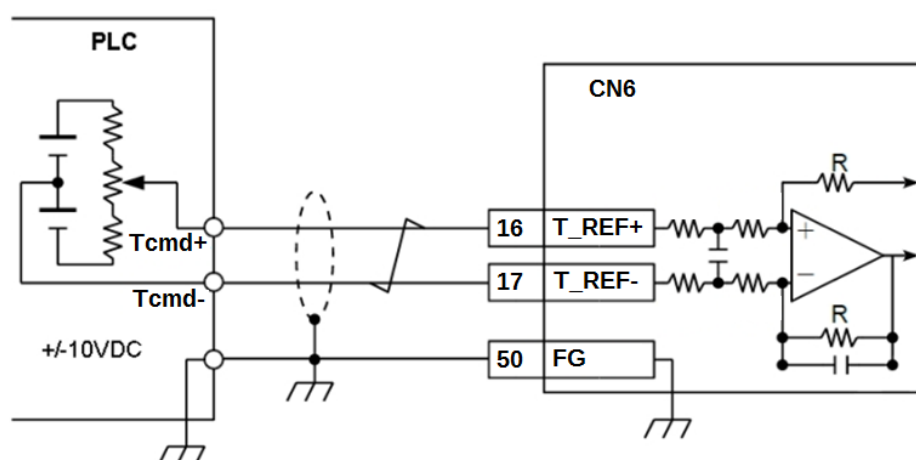 PLC
CN6
R
Tcmd+
16 T_REF+
+
Tcmd-
17 T_REF-
−
R
+/-10VDC
50 FG